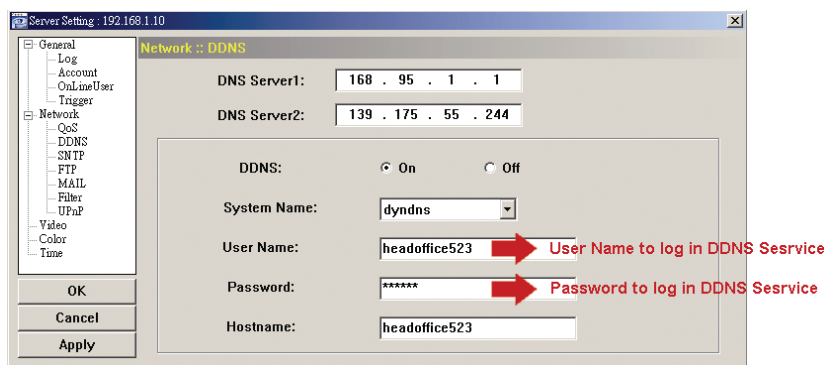 Server Setting : 192.168.1.10
General
Log
Account
OnLineUser
Trigger
Network
QoS
DDNS
SNTP
FTP
MAIL
Filter
UPnP
Video
Color
Time
OK
Cancel
Apply
Network :: DDNS
DNS Server1: 168 . 95 . 1 . 1
DNS Server2: 139 . 175 . 55 . 244
DDNS: On Off
System Name: dyndns
User Name: headoffice523 User Name to log in DDNS Sesrvice
Password: ****** Password to log in DDNS Sesrvice
Hostname: headoffice523